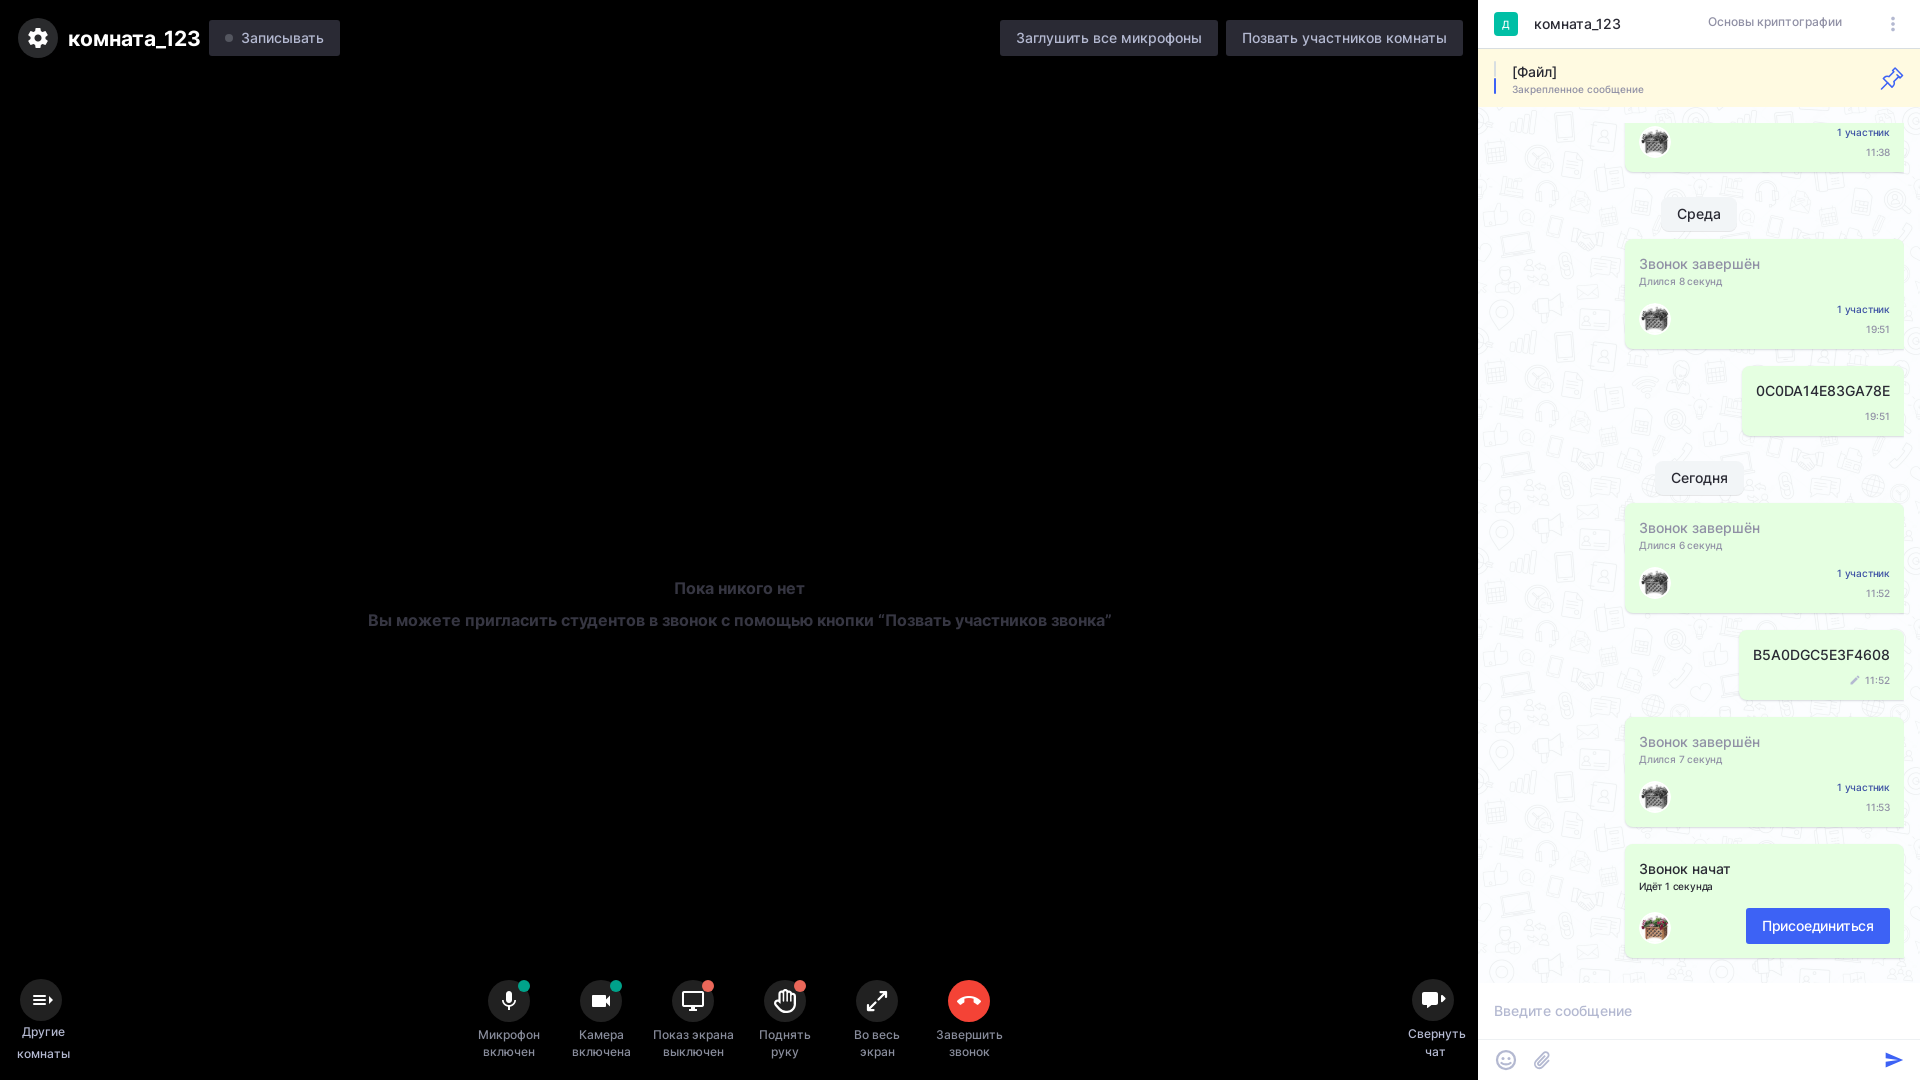 комната_123
Записывать
Заглушить все микрофоны
Позвать участников комнаты
Пока никого нет
Вы можете пригласить студентов в звонок с помощью кнопки “Позвать участников звонка”
Другие
комнаты
Микрофон
включен
Камера
включена
Показ экрана
выключен
Поднять
руку
Во весь
экран
Завершить
звонок
Свернуть
чат
Д
комната_123
Основы криптографии
[Файл]
Закрепленное сообщение
1 участник
11:38
Среда
Звонок завершён
Длился 8 секунд
1 участник
19:51
0C0DA14E83GA78E
19:51
Сегодня
Звонок завершён
Длился 6 секунд
1 участник
11:52
B5A0DGC5E3F4608
11:52
Звонок завершён
Длился 7 секунд
1 участник
11:53
Звонок начат
Идёт 1 секунда
Присоединиться
Введите сообщение